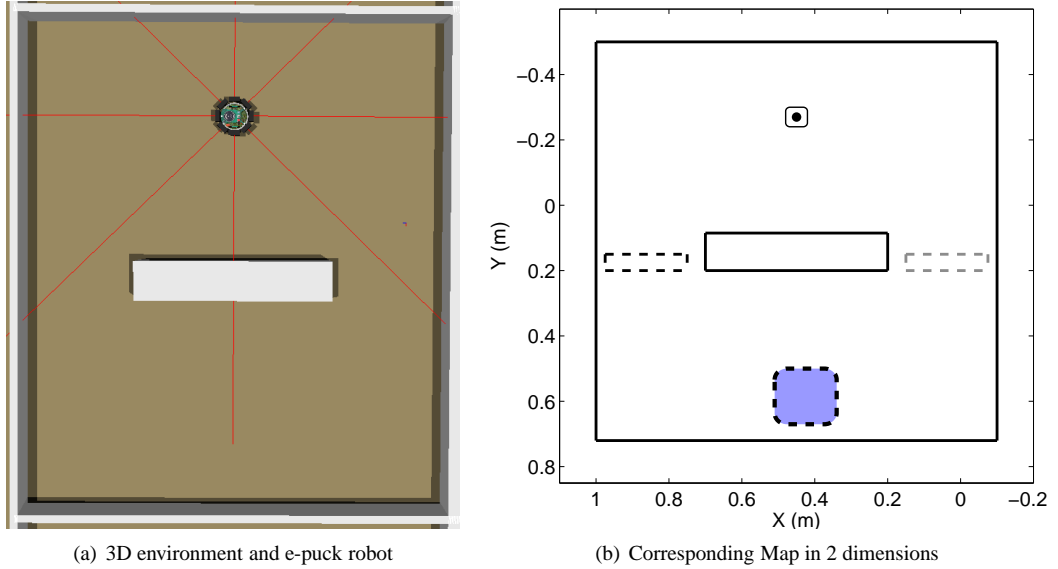 −0.4
−0.2
0
0.2
0.4
0.6
0.8
Y (m)
1 0.8 0.6 0.4 0.2 0 −0.2
X (m)
(a) 3D environment and e-puck robot
(b) Corresponding Map in 2 dimensions